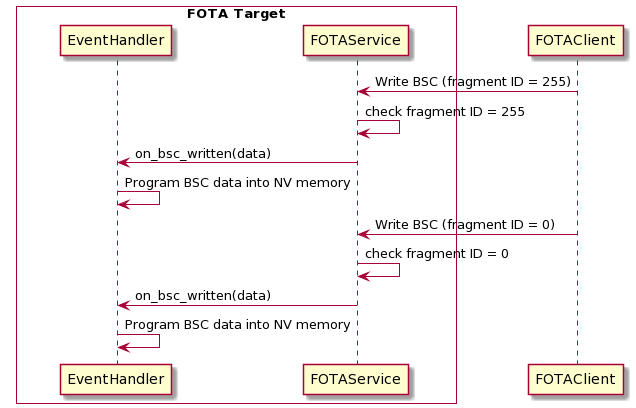 FOTA Target
EventHandler FOTAService FOTAClient
Write BSC (fragment ID = 255)
check fragment ID = 255
on_bsc_written(data)
Program BSC data into NV memory
Write BSC (fragment ID = 0)
check fragment ID = 0
on_bsc_written(data)
Program BSC data into NV memory
EventHandler FOTAService FOTAClient